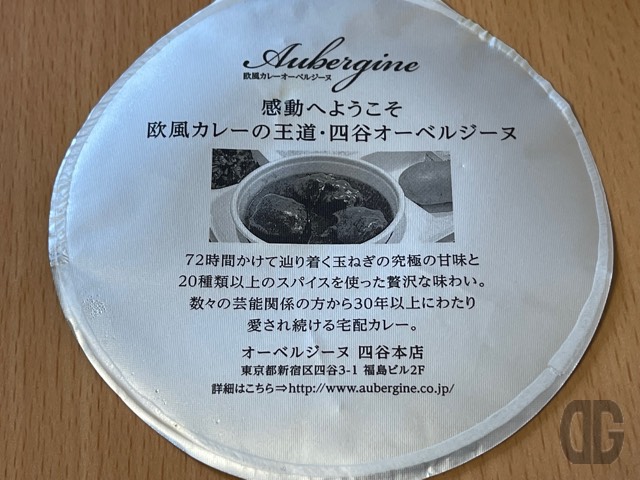 Aubergine
欧風カレーオーベルジーヌ
感動へようこそ
欧風カレーの王道・四谷オーベルジーヌ
72時間かけて辿り着く玉ねぎの究極の甘味と
20種類以上のスパイスを使った贅沢な味わい。
数々の芸能関係の方から30年以上にわたり
愛され続ける宅配カレー。
オーベルジーヌ 四谷本店
東京都新宿区四谷3-1 福島ビル2F
詳細はこちら⇒http://www.aubergine.co.jp/
DG